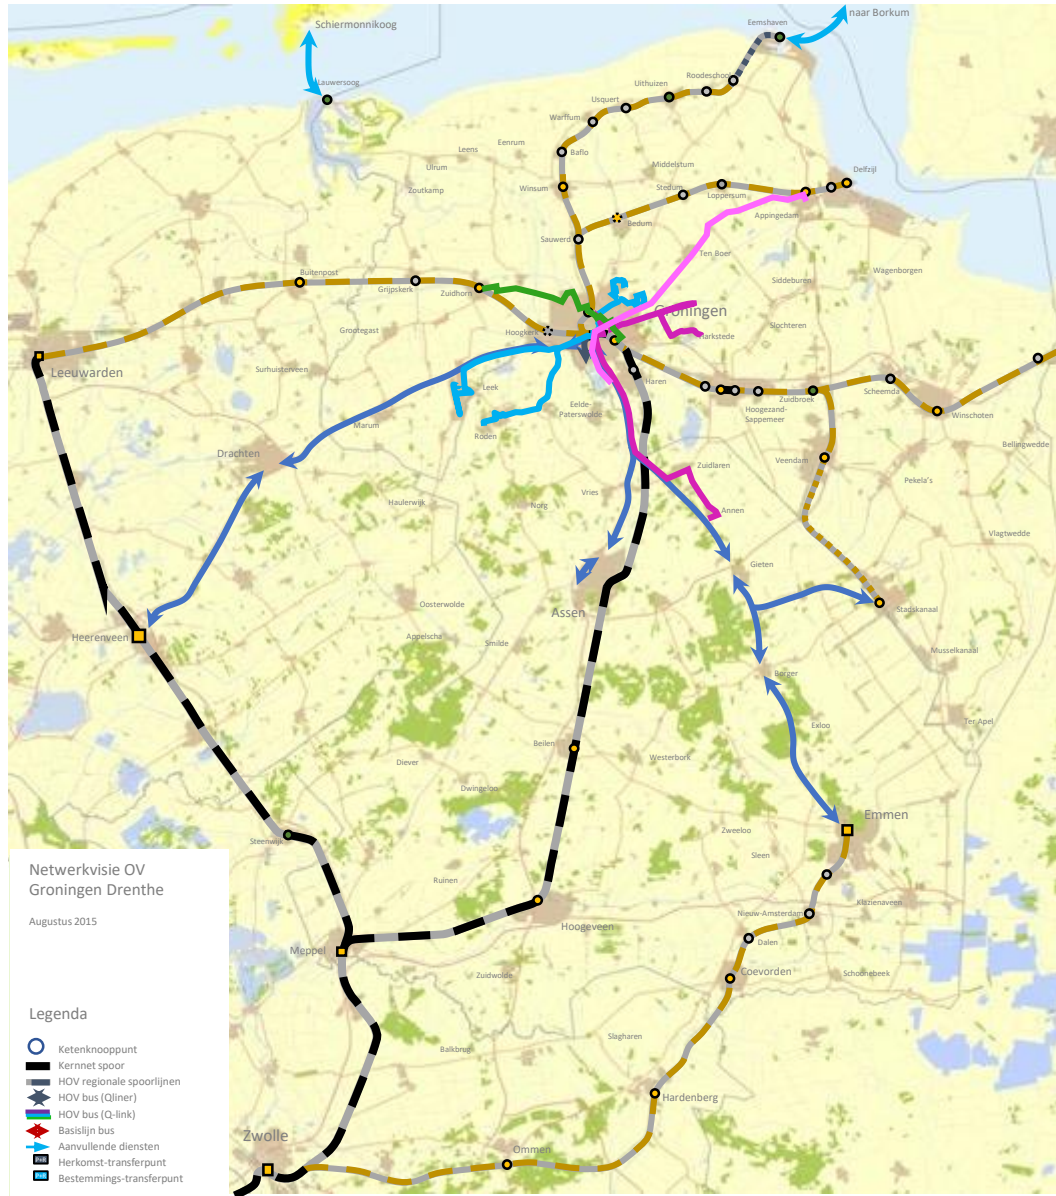 Schiermonnikoog
naar Borkum
Eemshaven
Lauwersoog
Roodeschool
Uithuizen
Usquert
Warffum
Eenrum
Leens
Baflo
Ulrum
Middelstum
Delfzijl
Zoutkamp
Winsum
Stedum
Loppersum
Appingedam
Bedum
Sauwerd
Ten Boer
Wagenborgen
Buitenpost
Siddeburen
Grijpskerk
Zuidhorn
Groningen
Grootegast
Hoogkerk
Slochteren
Harkstede
Leeuwarden
Surhuisterveen
Leek
Haren
Scheemda
Zuidbroek
Eelde-
Paterswolde
Hoogezand-
Sappemeer
Winschoten
Marum
Roden
Bellingwedde
Drachten
Veendam
Zuidlaren
Pekela's
Vries
Haulerwijk
Norg
Annen
Vlagtwedde
Gieten
Oosterwolde
Assen
Stadskanaal
Heerenveen
Appelscha
Smilde
Musselkanaal
Borger
Exloo
Ter Apel
Beilen
Diever
Westerbork
Dwingeloo
Emmen
Zweeloo
Steenwijk
Sleen
Netwerkvisie OV
Groningen Drenthe
Augustus 2015
Ruinen
Klazienaveen
Nieuw-Amsterdam
Hoogeveen
Dalen
Meppel
Zuidwolde
Coevorden
Schoonebeek
Legenda
Slagharen
Ketenknooppunt
Balkbrug
Kernnet spoor
HOV regionale spoorlijnen
HOV bus (Qliner)
Hardenberg
HOV bus (Q-link)
Basislijn bus
Zwolle
Aanvullende diensten
Ommen
P+R Herkomst-transferpunt
P+R Bestemmings-transferpunt